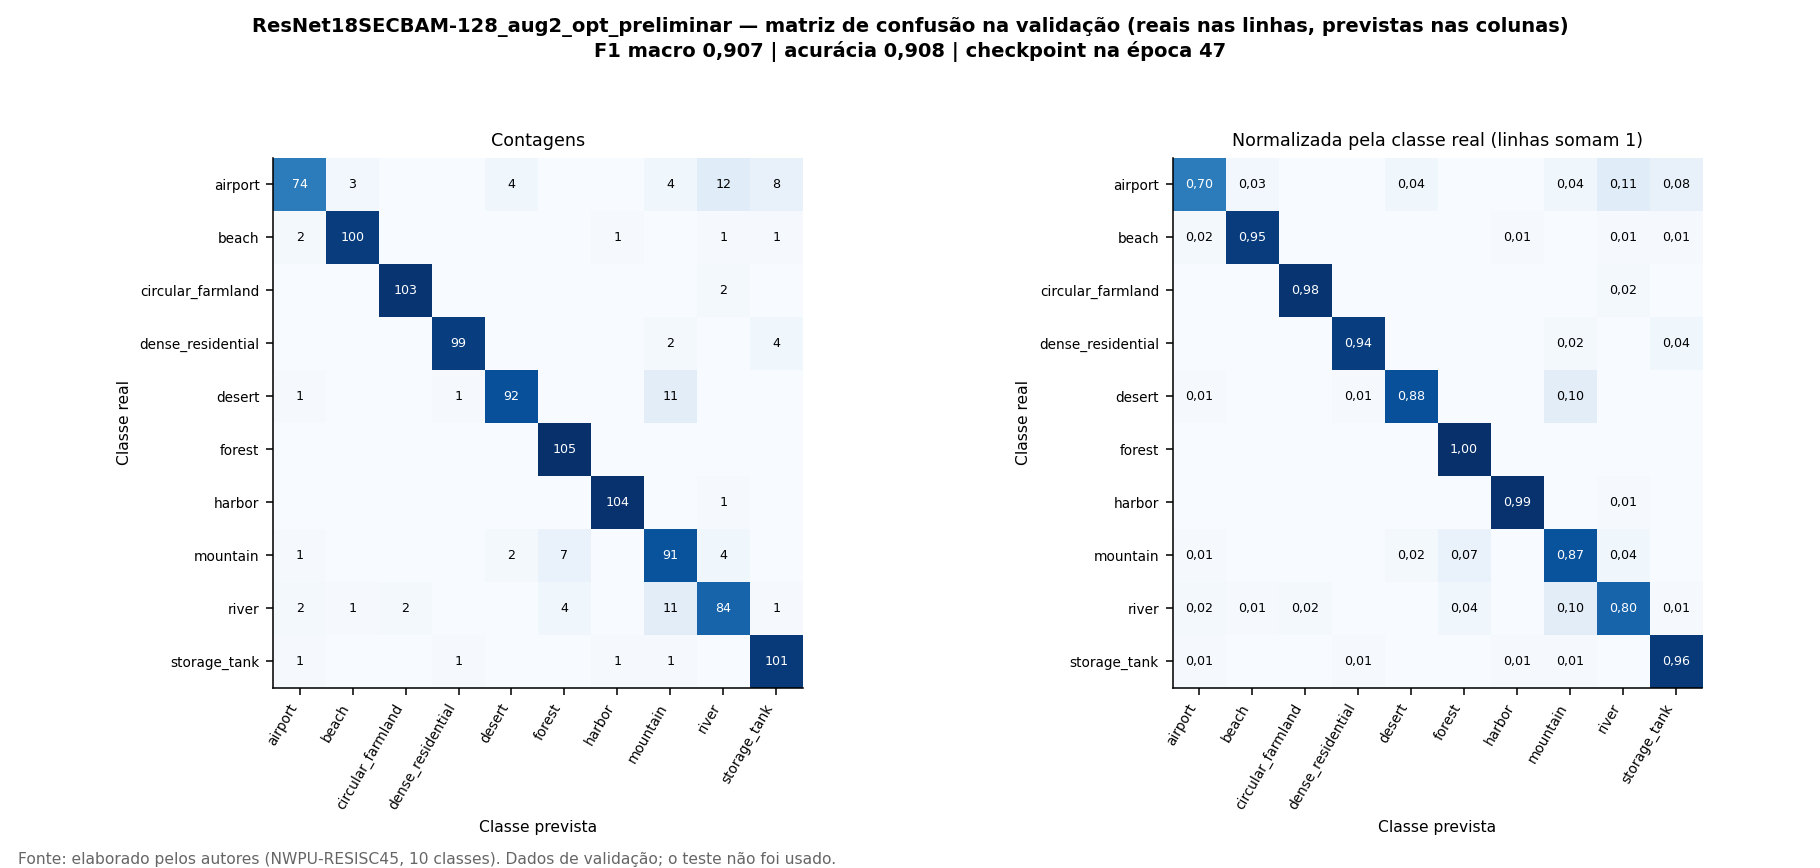 ResNet18SECBAM-128_aug2_opt_preliminar — matriz de confusão na validação (reais nas linhas, previstas nas colunas)
F1 macro 0,907 | acurácia 0,908 | checkpoint na época 47
Contagens
Classe real
airport 74 3 4 4 12 8
beach 2 100 1 1 1
circular_farmland 103 2
dense_residential 99 2 4
desert 1 1 92 11
forest 105
harbor 104 1
mountain 1 2 7 91 4
river 2 1 2 4 11 84 1
storage_tank 1 1 1 1 101
airport beach circular_farmland dense_residential desert forest harbor mountain river storage_tank
Classe prevista
Normalizada pela classe real (linhas somam 1)
Classe real
airport 0,70 0,03 0,04 0,04 0,11 0,08
beach 0,02 0,95 0,01 0,01 0,01
circular_farmland 0,98 0,02
dense_residential 0,94 0,02 0,04
desert 0,01 0,01 0,88 0,10
forest 1,00
harbor 0,99 0,01
mountain 0,01 0,02 0,07 0,87 0,04
river 0,02 0,01 0,02 0,04 0,10 0,80 0,01
storage_tank 0,01 0,01 0,01 0,01 0,96
airport beach circular_farmland dense_residential desert forest harbor mountain river storage_tank
Classe prevista
Fonte: elaborado pelos autores (NWPU-RESISC45, 10 classes). Dados de validação; o teste não foi usado.